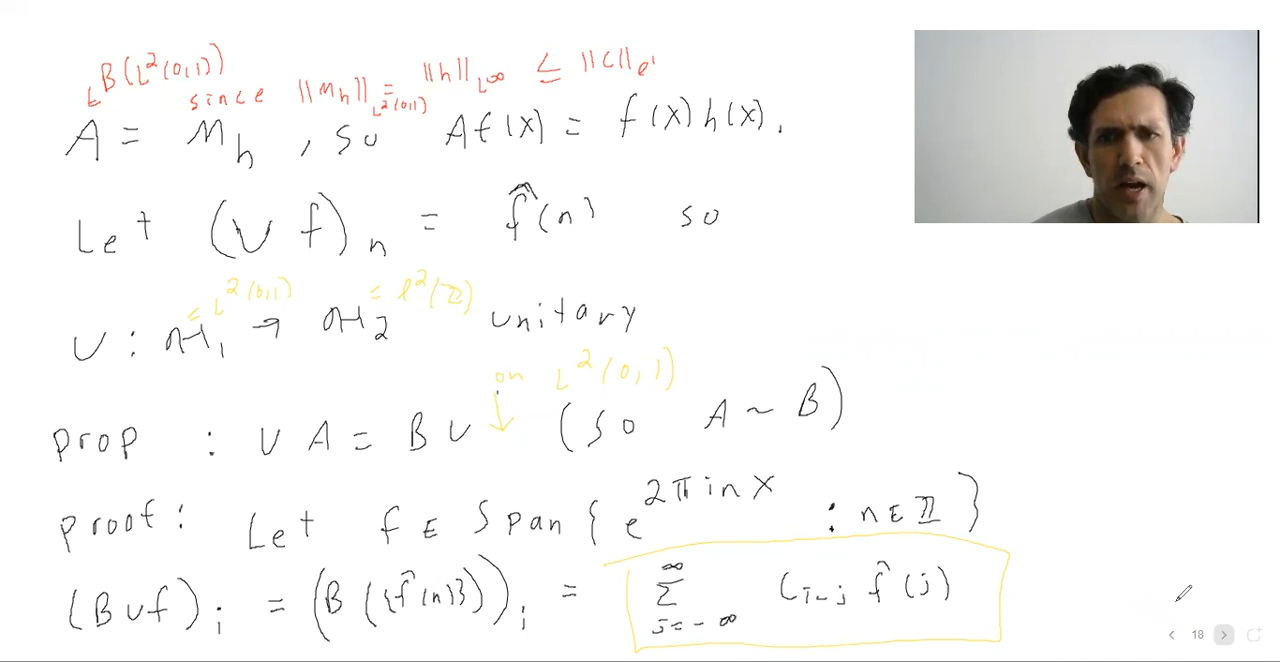 ∈ B(L²(0,1))
since ||M_h||_{L²(0,1)} = ||h||_{L^∞} ≤ ||C||_{ℓ¹}
A = M_h , so Af(x) = f(x)h(x).
Let (Uf)_n = f̂(n) so
= L²(0,1) = ℓ²(ℤ)
U : H₁ → H₂ unitary
on L²(0,1)
Prop : UA = BU ↓ (so A ~ B)
Proof: Let f ∈ Span{e^{2πinx} : n∈ℤ}
(BUf)_i = (B({f̂(n)}))_i = Σ_{j=-∞}^{∞} C_{i-j} f̂(j)
18